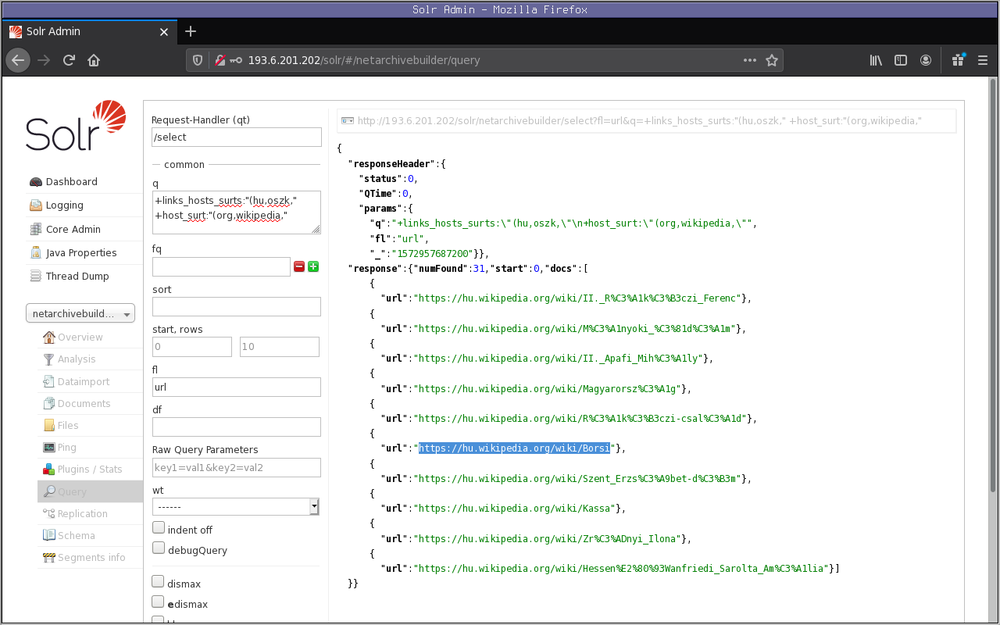 Solr Admin - Mozilla Firefox
Solr Admin
193.6.201.202/solr/#/netarchivebuilder/query
Solr
Dashboard
Logging
Core Admin
Java Properties
Thread Dump
netarchivebuild...
Overview
Analysis
Dataimport
Documents
Files
Ping
Plugins / Stats
Query
Replication
Schema
Segments info
Request-Handler (qt)
/select
common
q
+links_hosts_surts:"(hu,oszk,"
+host_surt:"(org,wikipedia,"
fq
sort
start, rows
0 10
fl
url
df
Raw Query Parameters
key1=val1&key2=val2
wt
------
indent off
debugQuery
dismax
edismax
http://193.6.201.202/solr/netarchivebuilder/select?fl=url&q=+links_hosts_surts:"(hu,oszk," +host_surt:"(org,wikipedia,"
{
"responseHeader":{
"status":0,
"QTime":0,
"params":{
"q":"+links_hosts_surts:\"(hu,oszk,\"\n+host_surt:\"(org,wikipedia,\"",
"fl":"url",
"_":"1572957687200"}},
"response":{"numFound":31,"start":0,"docs":[
{
"url":"https://hu.wikipedia.org/wiki/II._R%C3%A1k%C3%B3czi_Ferenc"},
{
"url":"https://hu.wikipedia.org/wiki/M%C3%A1nyoki_%C3%81d%C3%A1m"},
{
"url":"https://hu.wikipedia.org/wiki/II._Apafi_Mih%C3%A1ly"},
{
"url":"https://hu.wikipedia.org/wiki/Magyarorsz%C3%A1g"},
{
"url":"https://hu.wikipedia.org/wiki/R%C3%A1k%C3%B3czi-csal%C3%A1d"},
{
"url":"https://hu.wikipedia.org/wiki/Borsi"},
{
"url":"https://hu.wikipedia.org/wiki/Szent_Erzs%C3%A9bet-d%C3%B3m"},
{
"url":"https://hu.wikipedia.org/wiki/Kassa"},
{
"url":"https://hu.wikipedia.org/wiki/Zr%C3%ADnyi_Ilona"},
{
"url":"https://hu.wikipedia.org/wiki/Hessen%E2%80%93Wanfriedi_Sarolta_Am%C3%A1lia"}]
}}